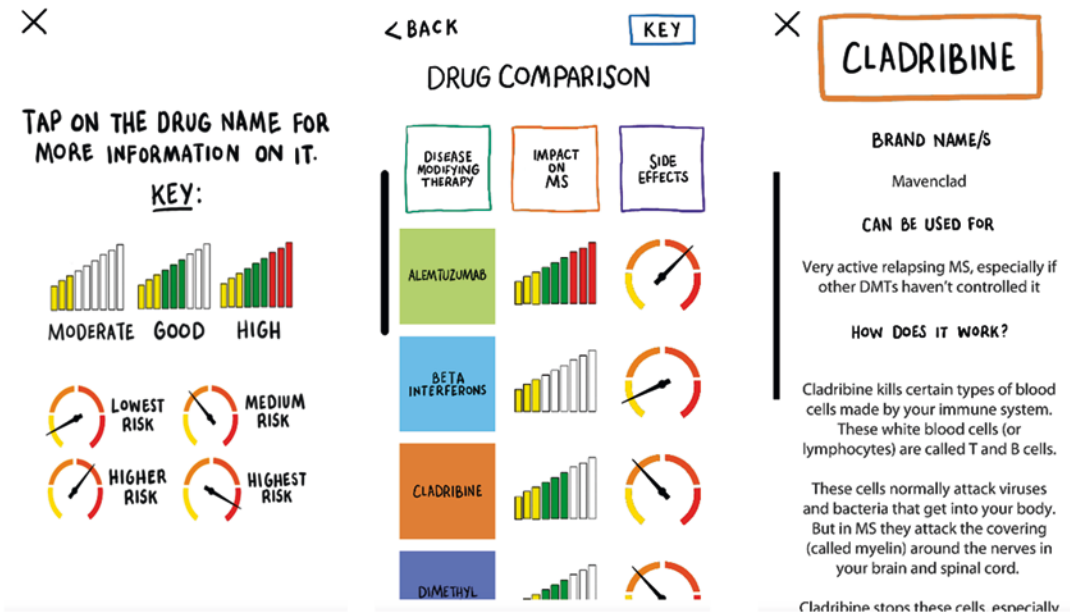 TAP ON THE DRUG NAME FOR
MORE INFORMATION ON IT.
KEY:
MODERATE GOOD HIGH
LOWEST
RISK
MEDIUM
RISK
HIGHER
RISK
HIGHEST
RISK
<BACK
KEY
DRUG COMPARISON
DISEASE
MODIFYING
THERAPY
IMPACT
ON
MS
SIDE
EFFECTS
ALEMTUZUMAB
BETA
INTERFERONS
CLADRIBINE
DIMETHYL
CLADRIBINE
BRAND NAME/S
Mavenclad
CAN BE USED FOR
Very active relapsing MS, especially if
other DMTs haven't controlled it
HOW DOES IT WORK?
Cladribine kills certain types of blood
cells made by your immune system.
These white blood cells (or
lymphocytes) are called T and B cells.
These cells normally attack viruses
and bacteria that get into your body.
But in MS they attack the covering
(called myelin) around the nerves in
your brain and spinal cord.
Cladribine stops these cells, especially